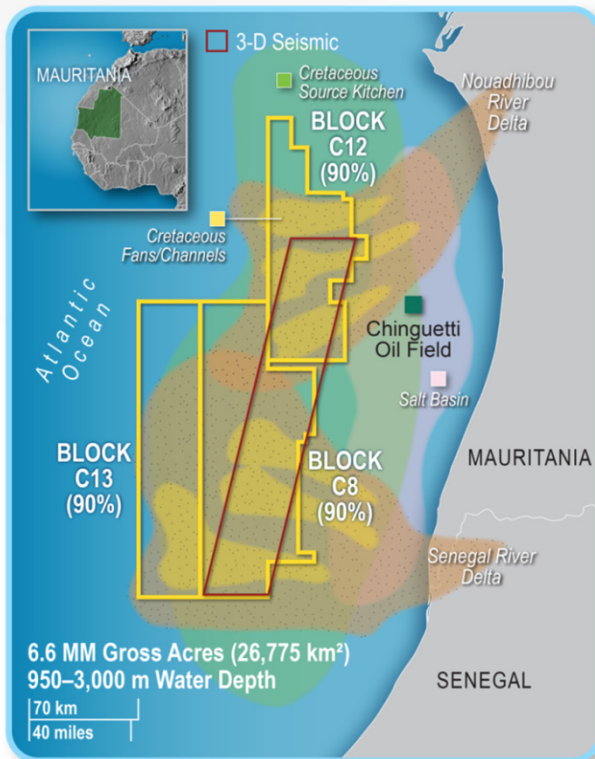 MAURITANIA
3-D Seismic
Cretaceous
Source Kitchen
Nouadhibou
River
Delta
BLOCK
C12
(90%)
Cretaceous
Fans/Channels
Atlantic
Ocean
Chinguetti
Oil Field
Salt Basin
BLOCK
C13
(90%)
BLOCK
C8
(90%)
MAURITANIA
Senegal River
Delta
6.6 MM Gross Acres (26,775 km²)
950–3,000 m Water Depth
SENEGAL
70 km
40 miles